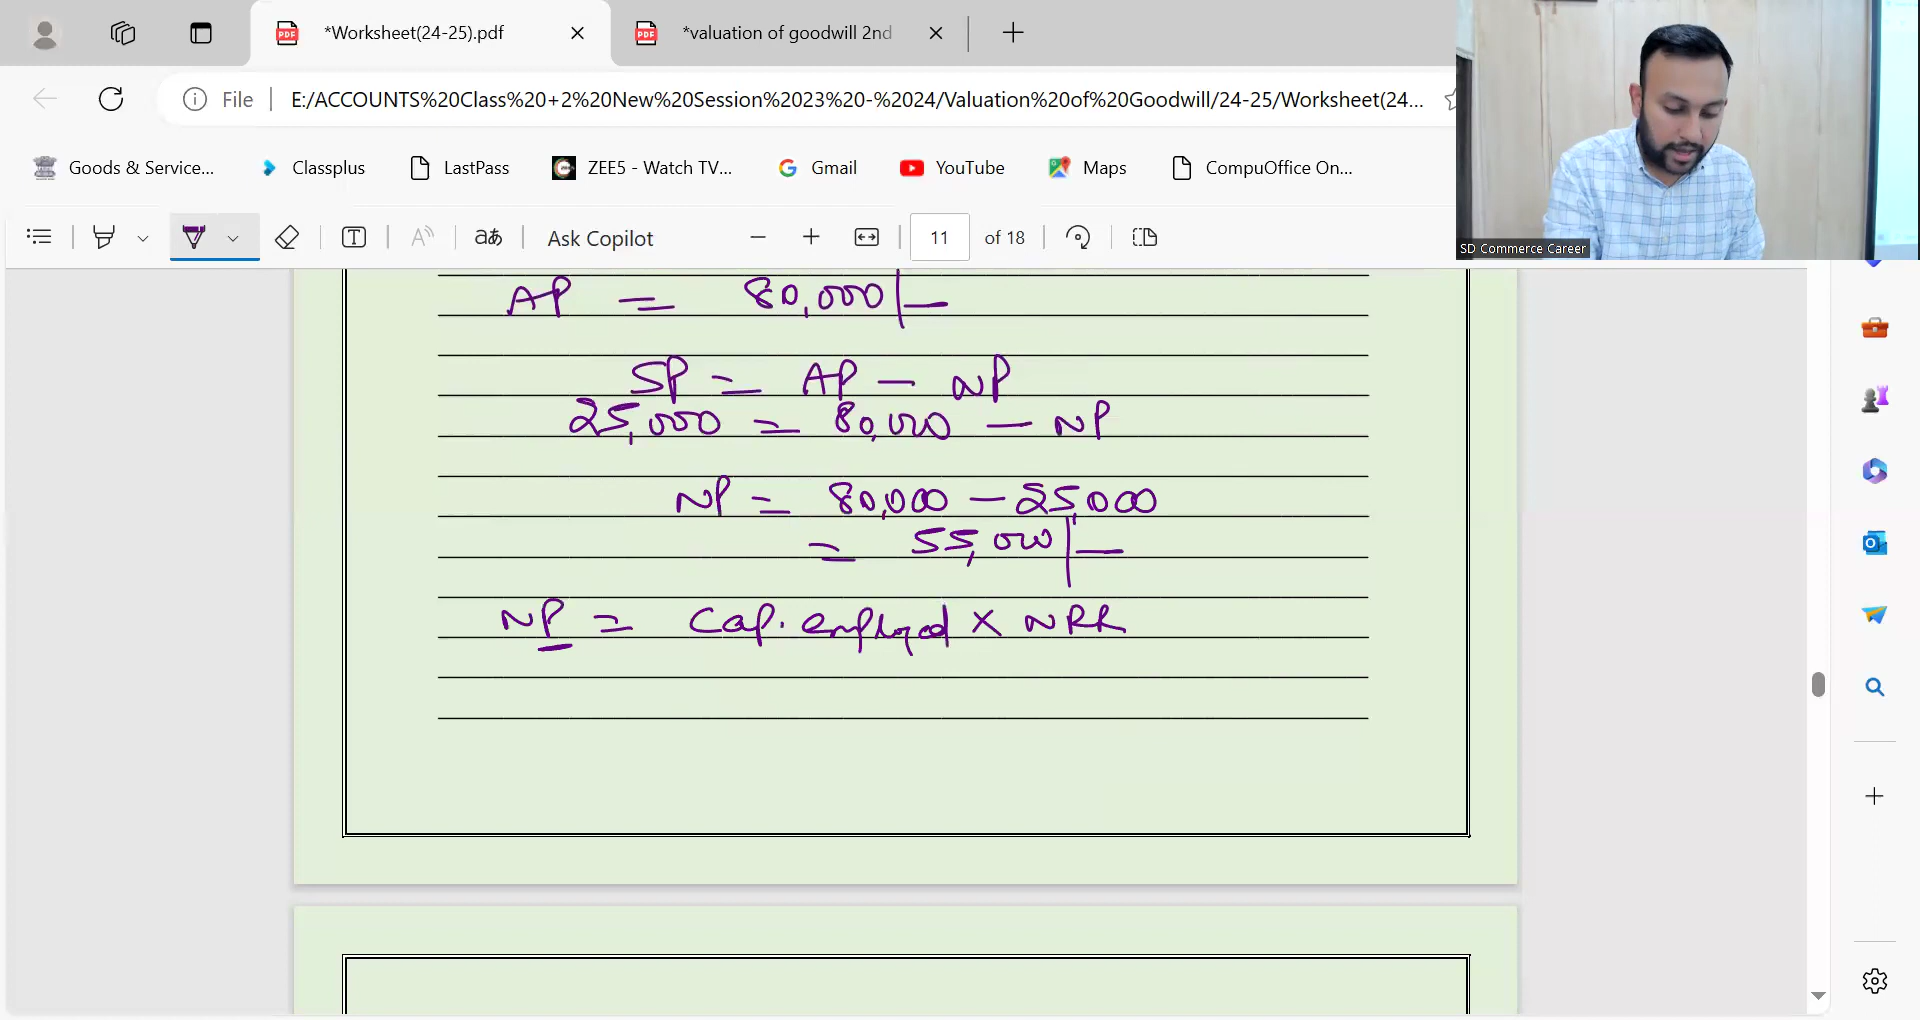 *Worksheet(24-25).pdf
*valuation of goodwill 2nd
File
E:/ACCOUNTS%20Class%20+2%20New%20Session%202023%20-%2024/Valuation%20of%20Goodwill/24-25/Worksheet(24...
Goods & Service...
Classplus
LastPass
ZEE5 - Watch TV...
Gmail
YouTube
Maps
CompuOffice On...
Ask Copilot
11 of 18
SD Commerce Career
AP = 80,000/-
SP = AP - NP
25,000 = 80,000 - NP
NP = 80,000 - 25,000
= 55,000/-
NP = Cap. employed × NRR